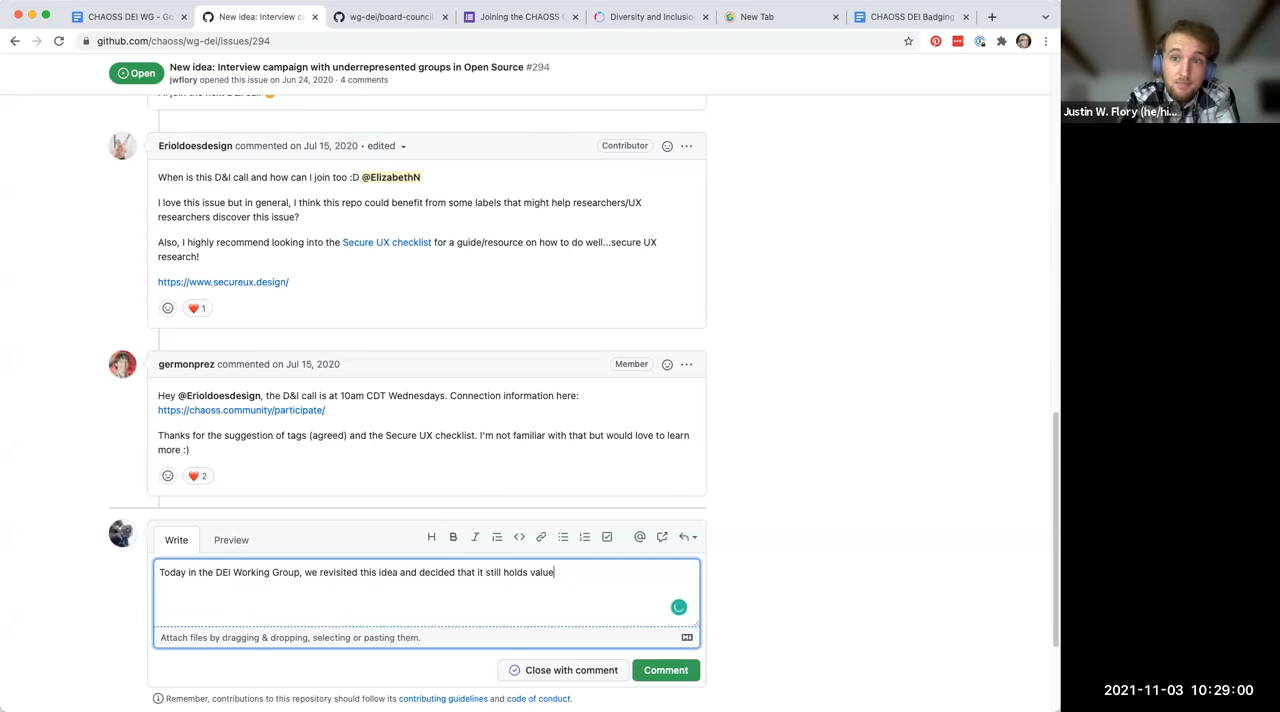 CHAOSS DEI WG - Go
New idea: Interview ca
wg-dei/board-council
Joining the CHAOSS
Diversity and Inclusio
New Tab
CHAOSS DEI Badging
github.com/chaoss/wg-dei/issues/294
Open
New idea: Interview campaign with underrepresented groups in Open Source #294
jwflory opened this issue on Jun 24, 2020 · 4 comments
Erioldoesdesign commented on Jul 15, 2020 • edited
Contributor
When is this D&I call and how can I join too :D @ElizabethN
I love this issue but in general, I think this repo could benefit from some labels that might help researchers/UX
researchers discover this issue?
Also, I highly recommend looking into the Secure UX checklist for a guide/resource on how to do well...secure UX
research!
https://www.secureux.design/
1
germonprez commented on Jul 15, 2020
Member
Hey @Erioldoesdesign, the D&I call is at 10am CDT Wednesdays. Connection information here:
https://chaoss.community/participate/
Thanks for the suggestion of tags (agreed) and the Secure UX checklist. I'm not familiar with that but would love to learn
more :)
2
Write
Preview
H B I
Today in the DEI Working Group, we revisited this idea and decided that it still holds value
Attach files by dragging & dropping, selecting or pasting them.
Close with comment
Comment
Remember, contributions to this repository should follow its contributing guidelines and code of conduct.
Justin W. Flory (he/hi...
2021-11-03 10:29:00